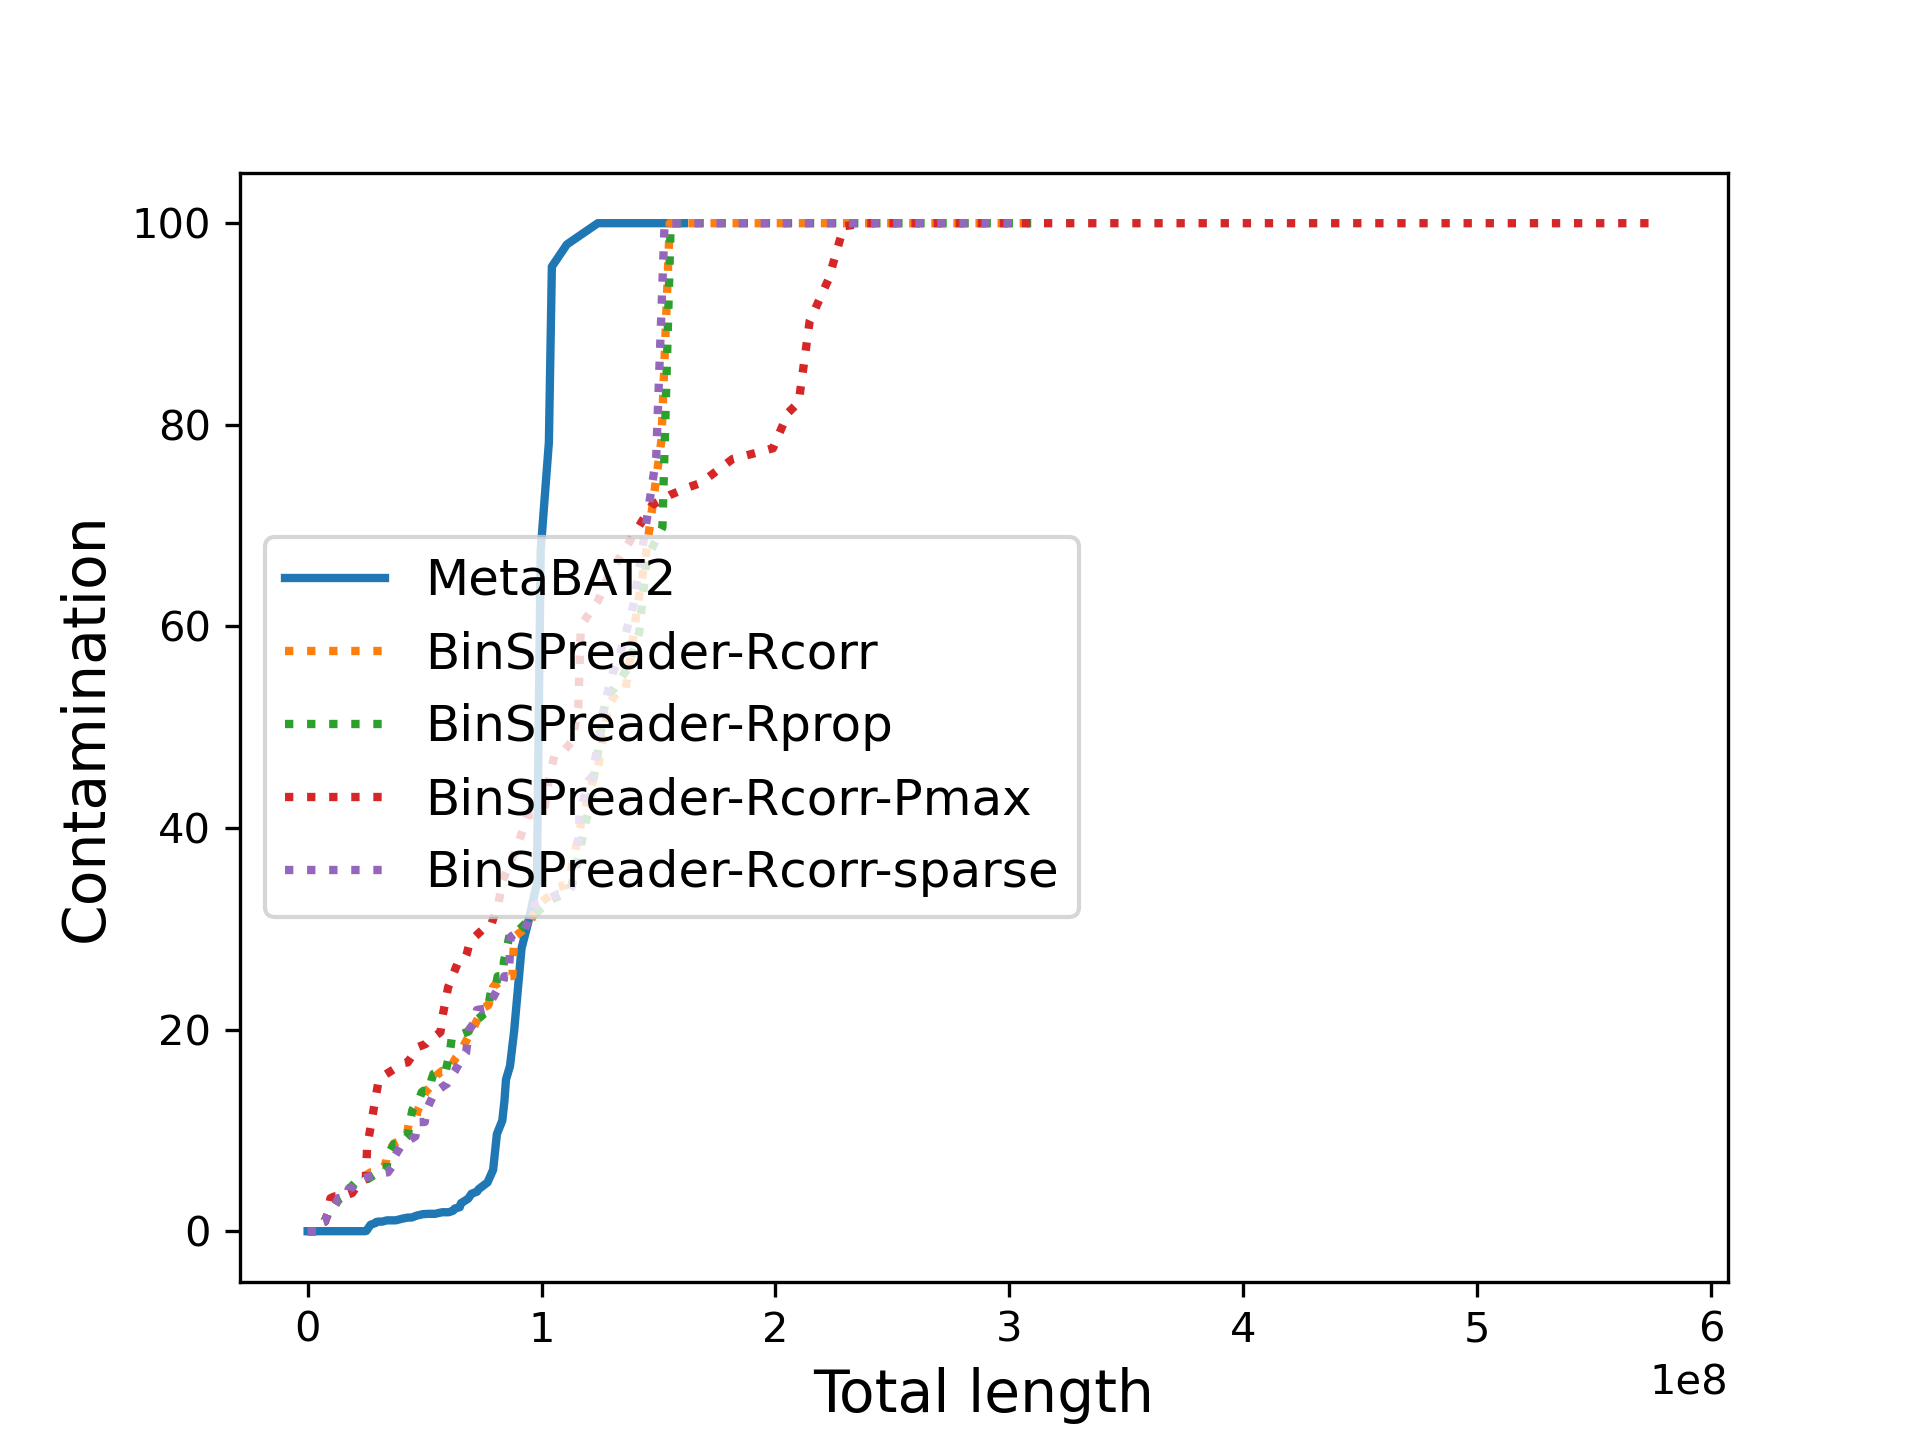 100
80
60
40
20
0
Contamination
MetaBAT2
BinSPreader-Rcorr
BinSPreader-Rprop
BinSPreader-Rcorr-Pmax
BinSPreader-Rcorr-sparse
0 1 2 3 4 5 6
1e8
Total length